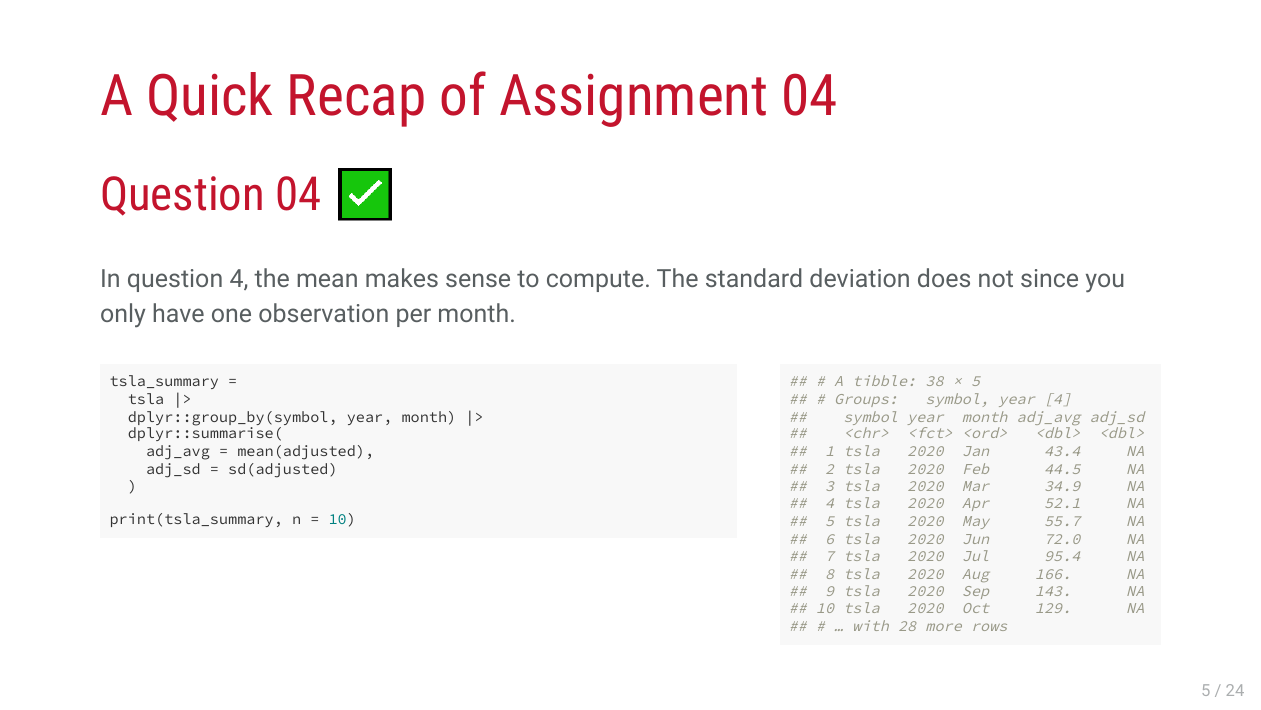 A Quick Recap of Assignment 04
Question 04 ✅
In question 4, the mean makes sense to compute. The standard deviation does not since you
only have one observation per month.
tsla_summary =
  tsla |>
  dplyr::group_by(symbol, year, month) |>
  dplyr::summarise(
    adj_avg = mean(adjusted),
    adj_sd = sd(adjusted)
  )
print(tsla_summary, n = 10)
## # A tibble: 38 × 5
## # Groups:   symbol, year [4]
##    symbol year  month adj_avg adj_sd
##    <chr>  <fct> <ord>   <dbl>  <dbl>
##  1 tsla   2020  Jan      43.4     NA
##  2 tsla   2020  Feb      44.5     NA
##  3 tsla   2020  Mar      34.9     NA
##  4 tsla   2020  Apr      52.1     NA
##  5 tsla   2020  May      55.7     NA
##  6 tsla   2020  Jun      72.0     NA
##  7 tsla   2020  Jul      95.4     NA
##  8 tsla   2020  Aug     166.      NA
##  9 tsla   2020  Sep     143.      NA
## 10 tsla   2020  Oct     129.      NA
## # … with 28 more rows
5 / 24